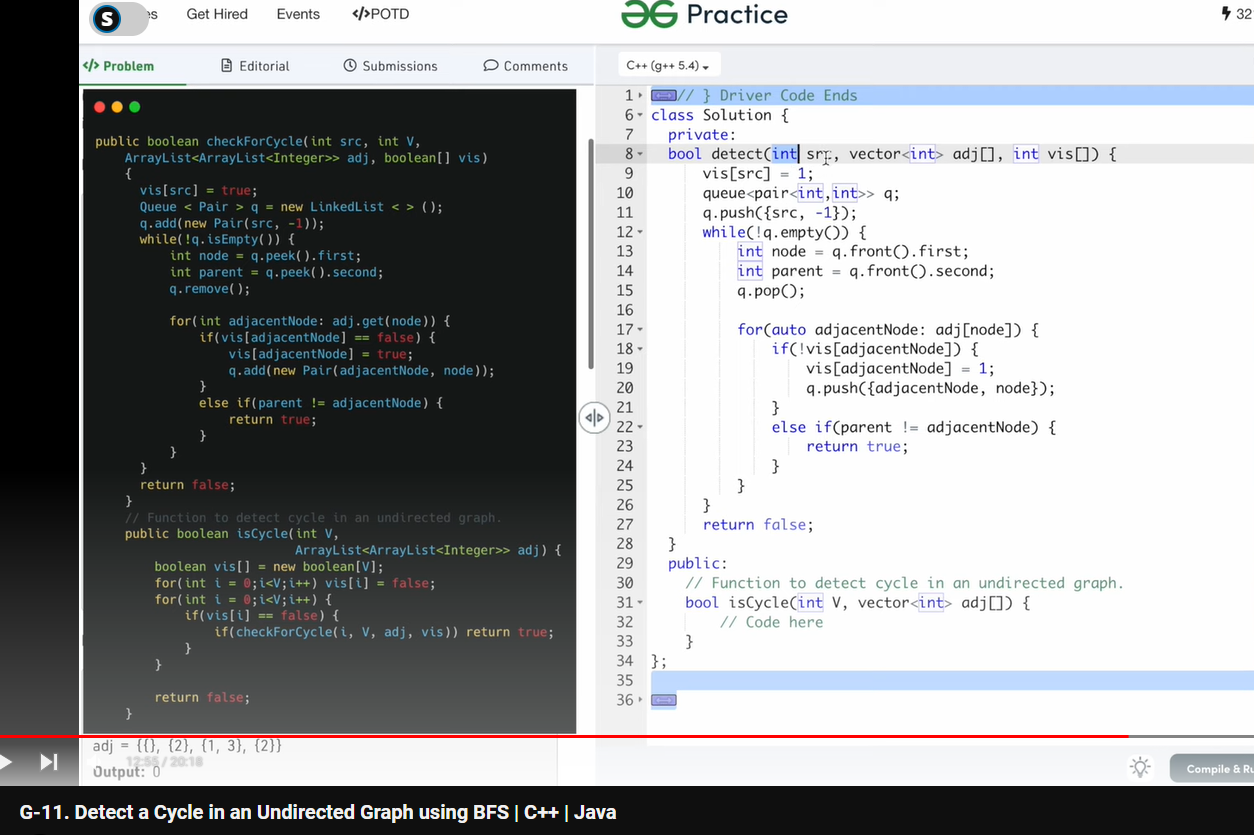 S
es Get Hired Events </>POTD
Practice
32
</> Problem Editorial Submissions Comments
C++ (g++ 5.4)
public boolean checkForCycle(int src, int V,
ArrayList<ArrayList<Integer>> adj, boolean[] vis)
{
vis[src] = true;
Queue < Pair > q = new LinkedList < > ();
q.add(new Pair(src, -1));
while(!q.isEmpty()) {
int node = q.peek().first;
int parent = q.peek().second;
q.remove();
for(int adjacentNode: adj.get(node)) {
if(vis[adjacentNode] == false) {
vis[adjacentNode] = true;
q.add(new Pair(adjacentNode, node));
}
else if(parent != adjacentNode) {
return true;
}
}
}
return false;
}
// Function to detect cycle in an undirected graph.
public boolean isCycle(int V,
ArrayList<ArrayList<Integer>> adj) {
boolean vis[] = new boolean[V];
for(int i = 0;i<V;i++) vis[i] = false;
for(int i = 0;i<V;i++) {
if(vis[i] == false) {
if(checkForCycle(i, V, adj, vis)) return true;
}
}
return false;
}
adj = {{}, {2}, {1, 3}, {2}}
12:55 / 20:18
Output: 0
1 // } Driver Code Ends
6 class Solution {
7 private:
8 bool detect(int src, vector<int> adj[], int vis[]) {
9 vis[src] = 1;
10 queue<pair<int,int>> q;
11 q.push({src, -1});
12 while(!q.empty()) {
13 int node = q.front().first;
14 int parent = q.front().second;
15 q.pop();
16
17 for(auto adjacentNode: adj[node]) {
18 if(!vis[adjacentNode]) {
19 vis[adjacentNode] = 1;
20 q.push({adjacentNode, node});
21 }
22 else if(parent != adjacentNode) {
23 return true;
24 }
25 }
26 }
27 return false;
28 }
29 public:
30 // Function to detect cycle in an undirected graph.
31 bool isCycle(int V, vector<int> adj[]) {
32 // Code here
33 }
34 };
35
36
Compile & Ru
G-11. Detect a Cycle in an Undirected Graph using BFS | C++ | Java